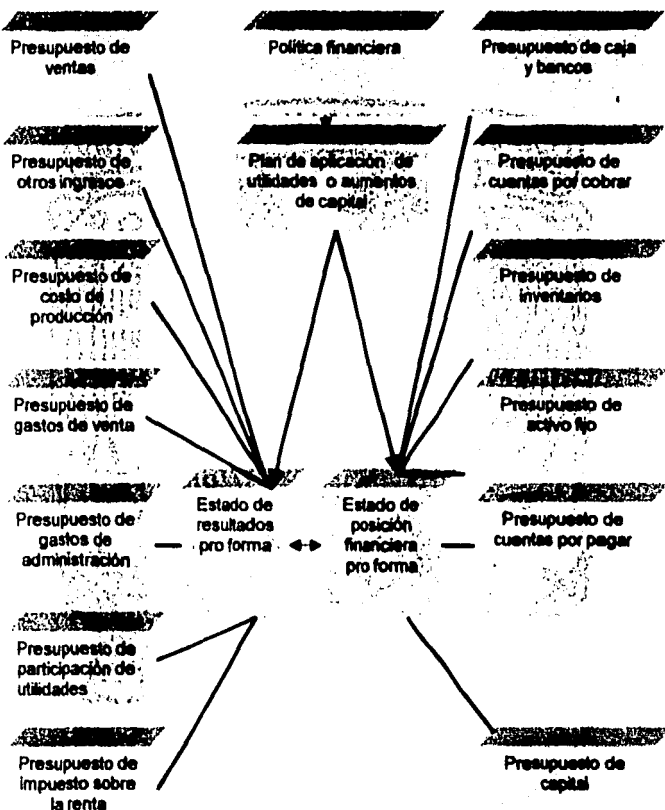 Presupuesto de
ventas
Política financiera
Presupuesto de caja
y bancos
Presupuesto de
otros ingresos
Plan de aplicación de
utilidades o aumentos
de capital
Presupuesto de
cuentas por cobrar
Presupuesto de
costo de
producción
Presupuesto de
inventarios
Presupuesto de
gastos de venta
Presupuesto de
activo fijo
Presupuesto de
gastos de
administración
Estado de
resultados
pro forma
Estado de
posición
financiera
pro forma
Presupuesto de
cuentas por pagar
Presupuesto de
participación de
utilidades
Presupuesto de
impuesto sobre
la renta
Presupuesto de
capital